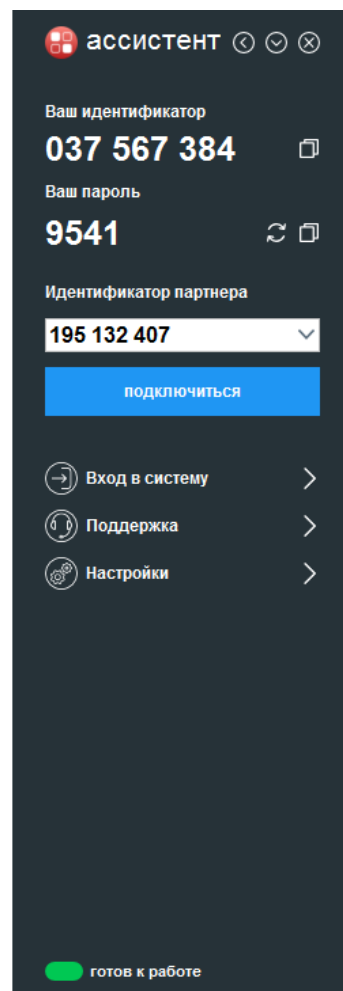 ассистент
Ваш идентификатор
037 567 384
Ваш пароль
9541
Идентификатор партнера
195 132 407
подключиться
Вход в систему
Поддержка
Настройки
готов к работе